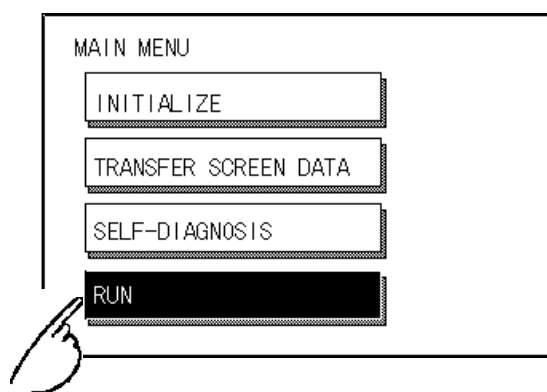 MAIN MENU
INITIALIZE
TRANSFER SCREEN DATA
SELF-DIAGNOSIS
RUN